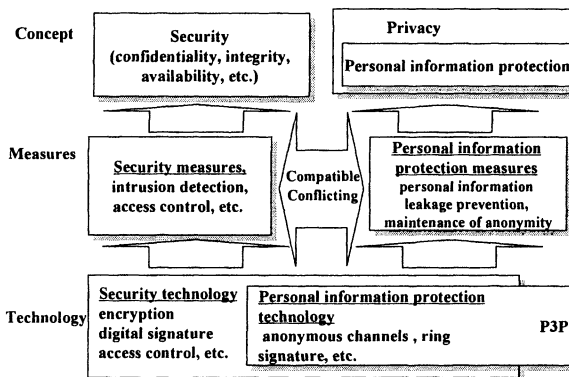 Concept
Security
(confidentiality, integrity,
availability, etc.)
Privacy
Personal information protection
Measures
Security measures,
intrusion detection,
access control, etc.
Compatible
Conflicting
Personal information
protection measures
personal information
leakage prevention,
maintenance of anonymity
Technology
Security technology
encryption
digital signature
access control, etc.
Personal information protection
technology
anonymous channels , ring
signature, etc.
P3P